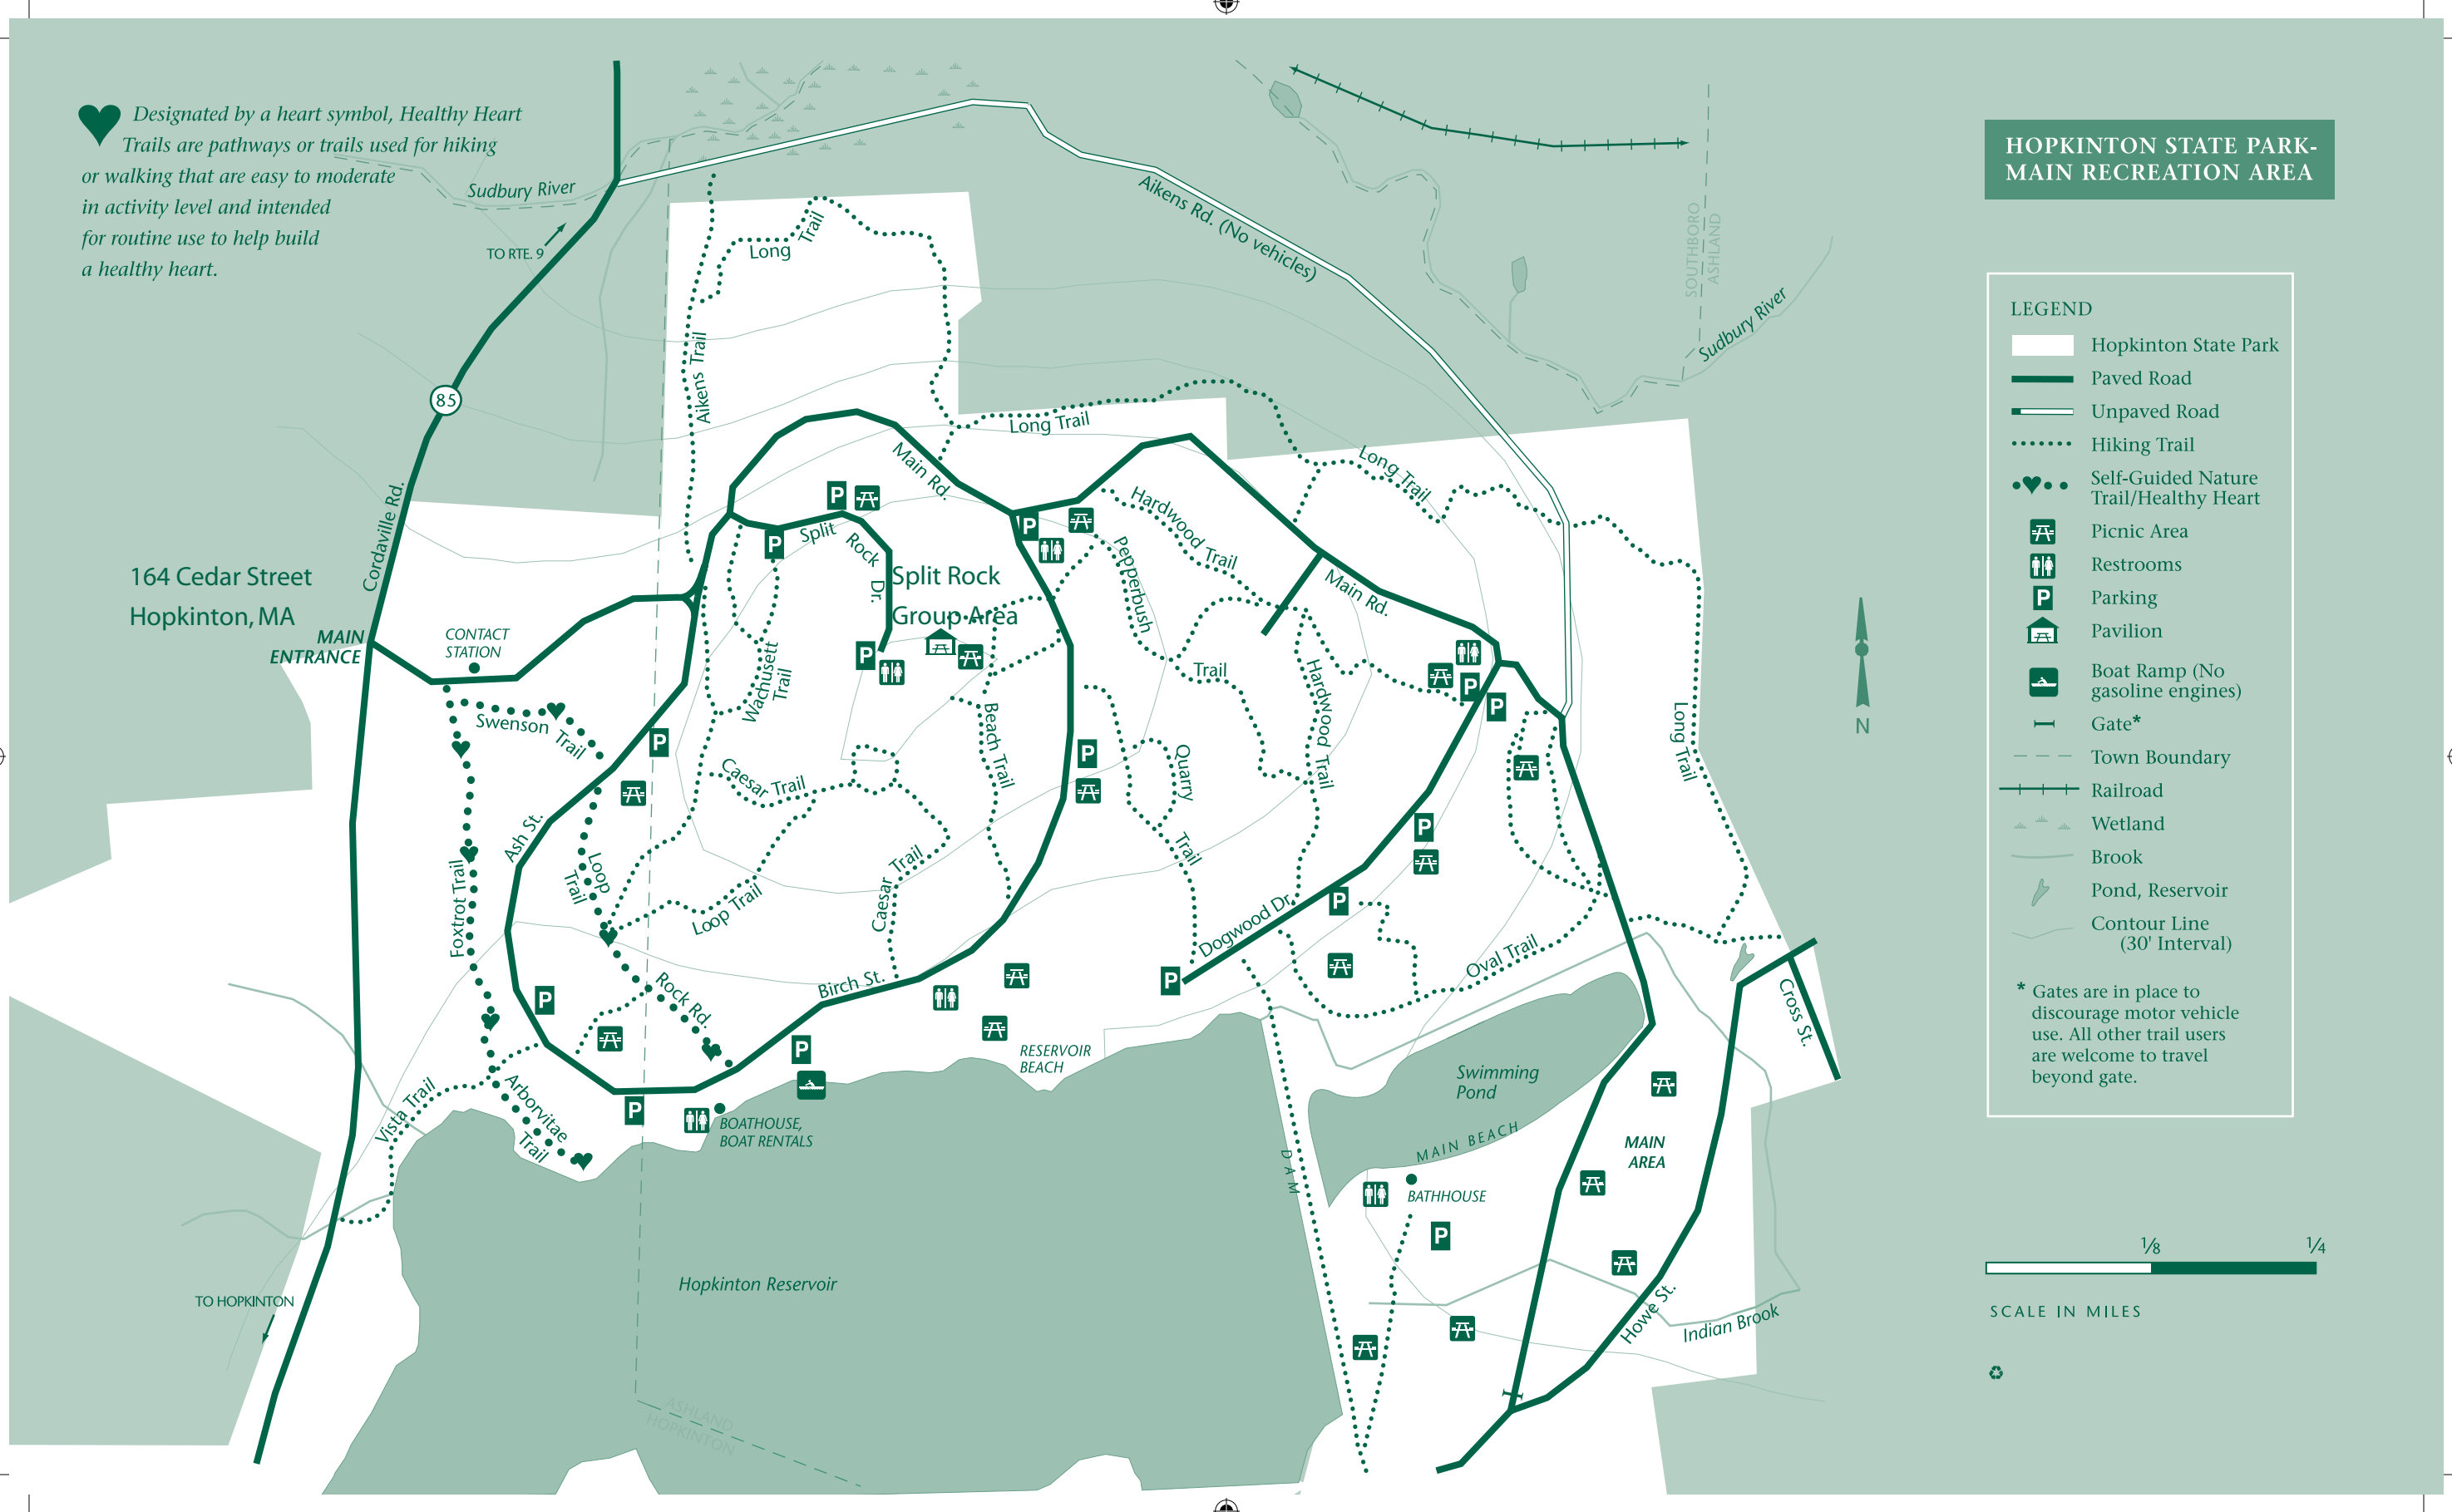 Designated by a heart symbol, Healthy Heart
Trails are pathways or trails used for hiking
or walking that are easy to moderate
in activity level and intended
for routine use to help build
a healthy heart.
Sudbury River
TO RTE. 9
85
Cordaville Rd.
164 Cedar Street
Hopkinton, MA
MAIN
ENTRANCE
CONTACT
STATION
Long Trail
Aikens Trail
Aikens Rd. (No vehicles)
SOUTHBORO
ASHLAND
Sudbury River
Long Trail
Long Trail
Main Rd.
P
Split Rock Dr.
P
P
Hardwood Trail
Pepperbush
Trail
Main Rd.
Split Rock
Group Area
P
Wachusett
Trail
Swenson Trail
P
Caesar Trail
Beach Trail
P
Quarry
Trail
Hardwood Trail
P
P
Long Trail
P
Ash St.
Loop
Trail
Foxtrot Trail
Loop Trail
Caesar Trail
P
Dogwood Dr.
P
Oval Trail
Birch St.
P
Rock Rd.
P
RESERVOIR
BEACH
Cross St.
Vista Trail
Arborvitae
Trail
P
BOATHOUSE,
BOAT RENTALS
Swimming
Pond
MAIN BEACH
DAM
BATHHOUSE
P
MAIN
AREA
Hopkinton Reservoir
TO HOPKINTON
Howe St.
Indian Brook
ASHLAND
HOPKINTON
HOPKINTON STATE PARK-
MAIN RECREATION AREA
LEGEND
Hopkinton State Park
Paved Road
Unpaved Road
Hiking Trail
Self-Guided Nature
Trail/Healthy Heart
Picnic Area
Restrooms
P Parking
Pavilion
Boat Ramp (No
gasoline engines)
Gate*
Town Boundary
Railroad
Wetland
Brook
Pond, Reservoir
Contour Line
(30' Interval)
* Gates are in place to
discourage motor vehicle
use. All other trail users
are welcome to travel
beyond gate.
N
1/8 1/4
SCALE IN MILES